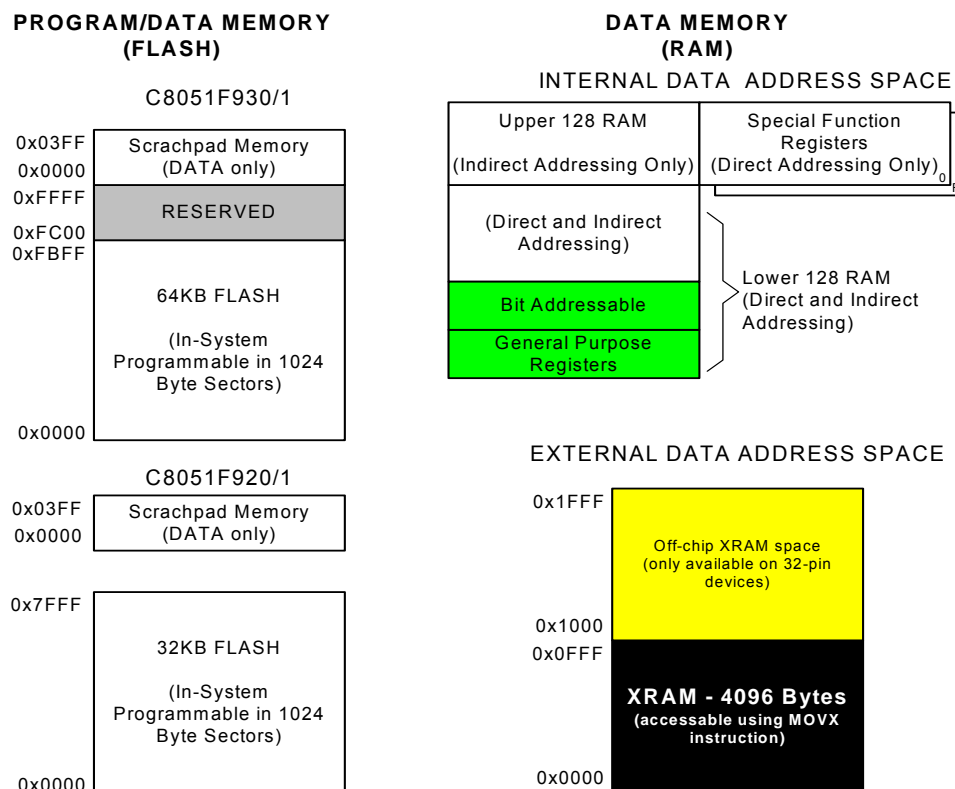 PROGRAM/DATA MEMORY
(FLASH)
C8051F930/1
0x03FF
Scrachpad Memory
(DATA only)
0x0000
0xFFFF
RESERVED
0xFC00
0xFBFF
64KB FLASH
(In-System
Programmable in 1024
Byte Sectors)
0x0000
C8051F920/1
0x03FF
Scrachpad Memory
(DATA only)
0x0000
0x7FFF
32KB FLASH
(In-System
Programmable in 1024
Byte Sectors)
0x0000
DATA MEMORY
(RAM)
INTERNAL DATA ADDRESS SPACE
Upper 128 RAM
(Indirect Addressing Only)
Special Function
Registers
(Direct Addressing Only)
0
(Direct and Indirect
Addressing)
Bit Addressable
General Purpose
Registers
Lower 128 RAM
(Direct and Indirect
Addressing)
EXTERNAL DATA ADDRESS SPACE
0x1FFF
Off-chip XRAM space
(only available on 32-pin
devices)
0x1000
0x0FFF
XRAM - 4096 Bytes
(accessable using MOVX
instruction)
0x0000